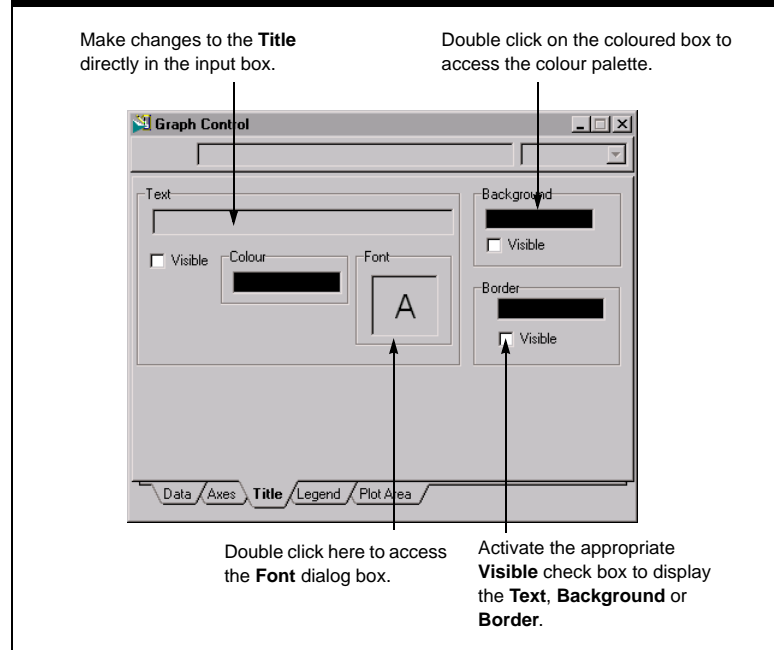 Make changes to the Title
directly in the input box.
Double click on the coloured box to
access the colour palette.
Graph Control
Text
Background
Visible
Visible
Colour
Font
A
Border
Visible
Data
Axes
Title
Legend
Plot Area
Double click here to access
the Font dialog box.
Activate the appropriate
Visible check box to display
the Text, Background or
Border.